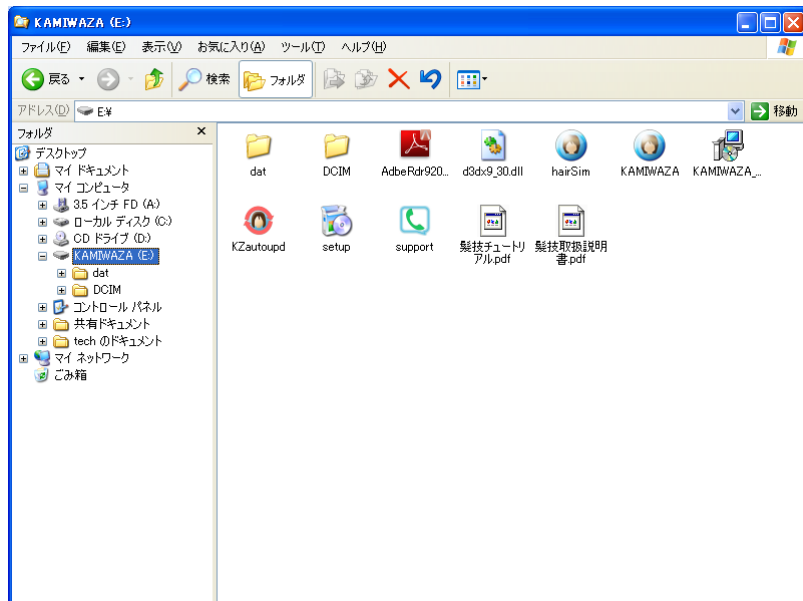 KAMIWAZA (E:)
ファイル(F) 編集(E) 表示(V) お気に入り(A) ツール(T) ヘルプ(H)
戻る 検索 フォルダ
アドレス(D) E:¥ 移動
フォルダ ×
デスクトップ
マイ ドキュメント
マイ コンピュータ
3.5 インチ FD (A:)
ローカル ディスク (C:)
CD ドライブ (D:)
KAMIWAZA (E:)
dat
DCIM
コントロール パネル
共有ドキュメント
tech のドキュメント
マイ ネットワーク
ごみ箱
dat DCIM AdbeRdr920... d3dx9_30.dll hairSim KAMIWAZA KAMIWAZA_...
KZautoupd setup support 髪技チュートリ 髪技取扱説明
アル.pdf 書.pdf